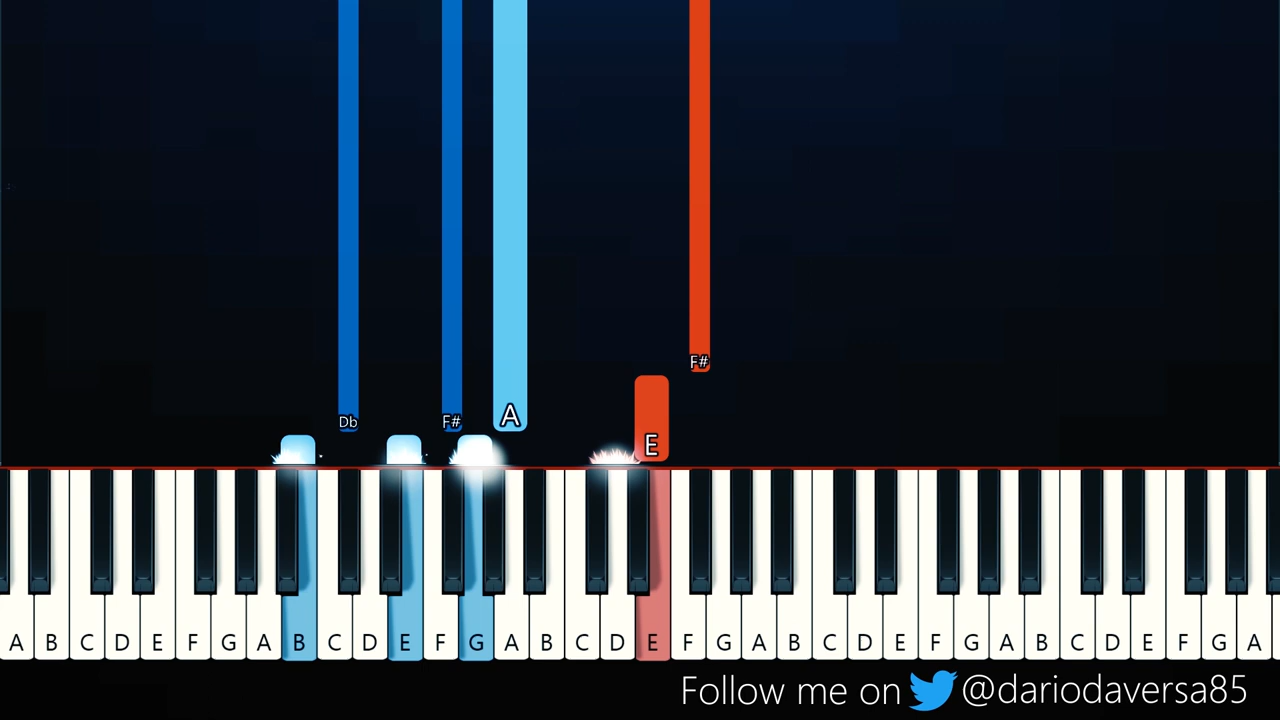 F#
Db F# A
E
A B C D E F G A B C D E F G A B C D E F G A B C D E F G A B C D E F G A
Follow me on @dariodaversa85